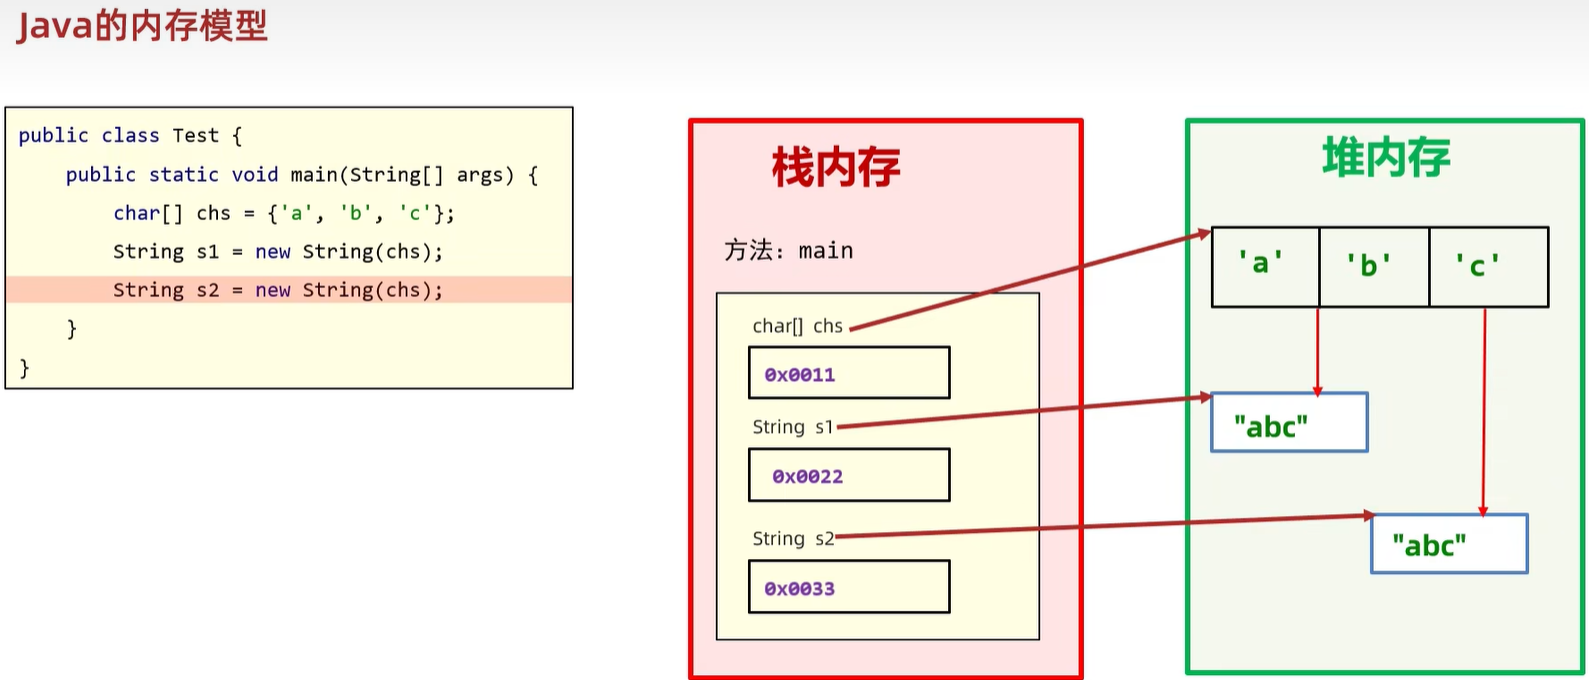 Java的内存模型
public class Test {
public static void main(String[] args) {
char[] chs = {'a', 'b', 'c'};
String s1 = new String(chs);
String s2 = new String(chs);
}
}
栈内存
方法：main
char[] chs
0x0011
String s1
0x0022
String s2
0x0033
堆内存
'a' 'b' 'c'
"abc"
"abc"